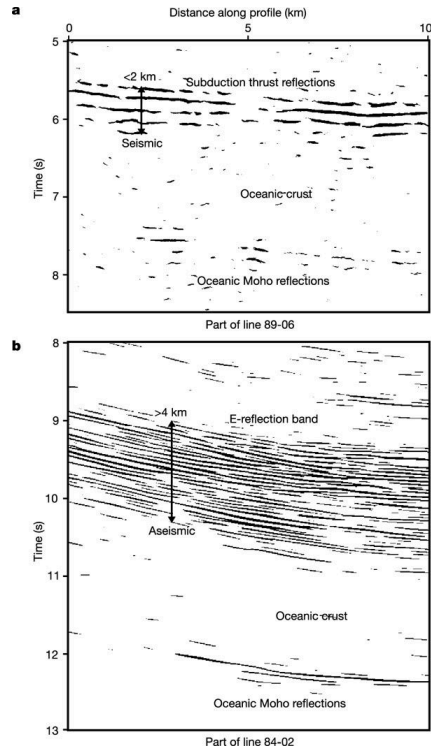 a
Distance along profile (km)
0 5 10
5
<2 km
Subduction thrust reflections
6
Seismic
Time (s)
7
Oceanic crust
8
Oceanic Moho reflections
Part of line 89-06
b
8
>4 km
E-reflection band
9
10
Aseismic
Time (s)
11
Oceanic crust
12
Oceanic Moho reflections
13
Part of line 84-02